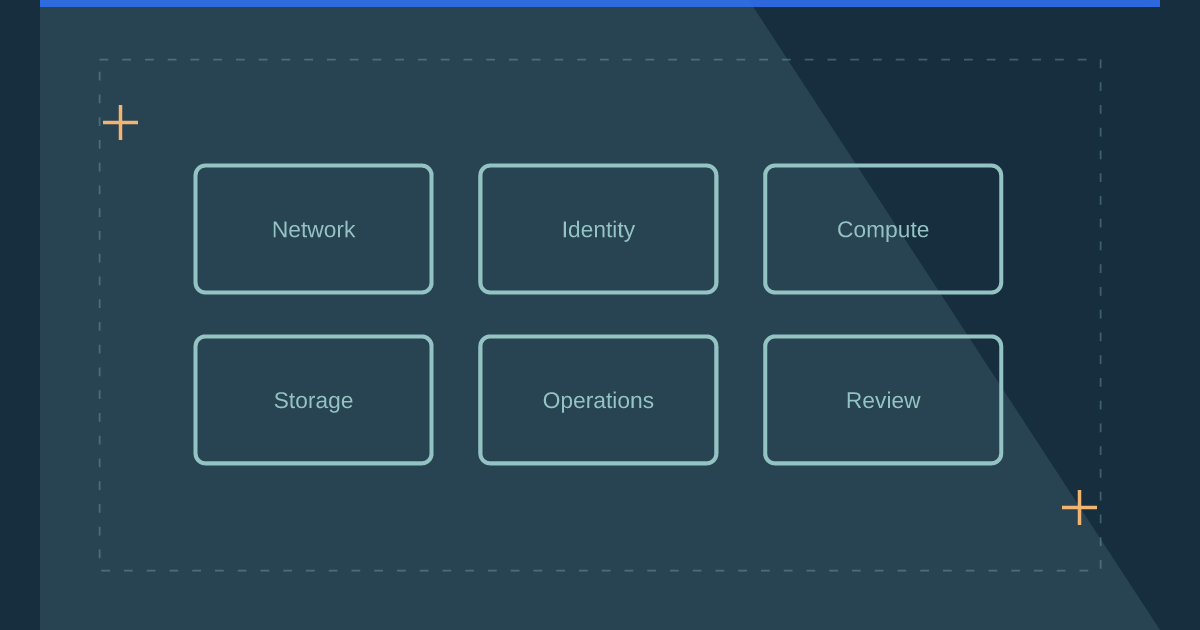 Network
Identity
Compute
Storage
Operations
Review